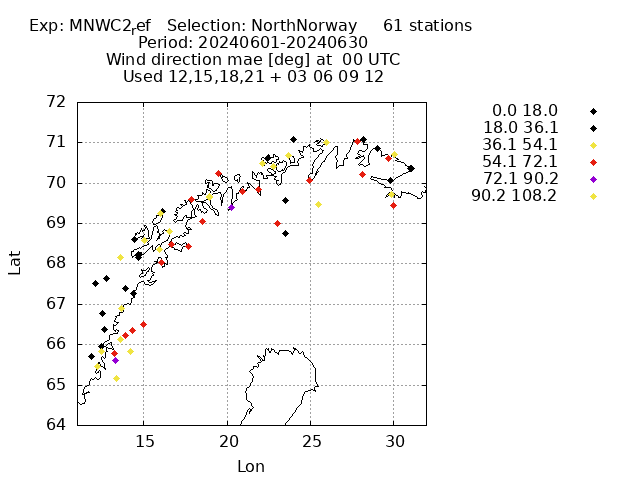 Exp: MNWC2ref   Selection: NorthNorway      61 stations
Period: 20240601-20240630
Wind direction mae [deg] at  00 UTC
Used 12,15,18,21 + 03 06 09 12
72
71
70
69
68
67
66
65
64
15 20 25 30
Lat
Lon
0.0 18.0
18.0 36.1
36.1 54.1
54.1 72.1
72.1 90.2
90.2 108.2